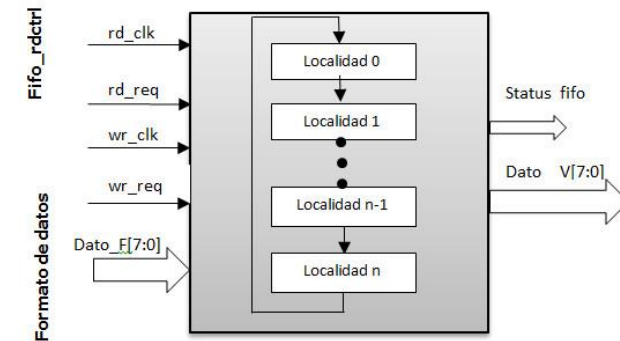 Fifo_rdctrl
Formato de datos
rd_clk
rd_req
wr_clk
wr_req
Dato_F[7:0]
Localidad 0
Localidad 1
Localidad n-1
Localidad n
Status fifo
Dato V[7:0]